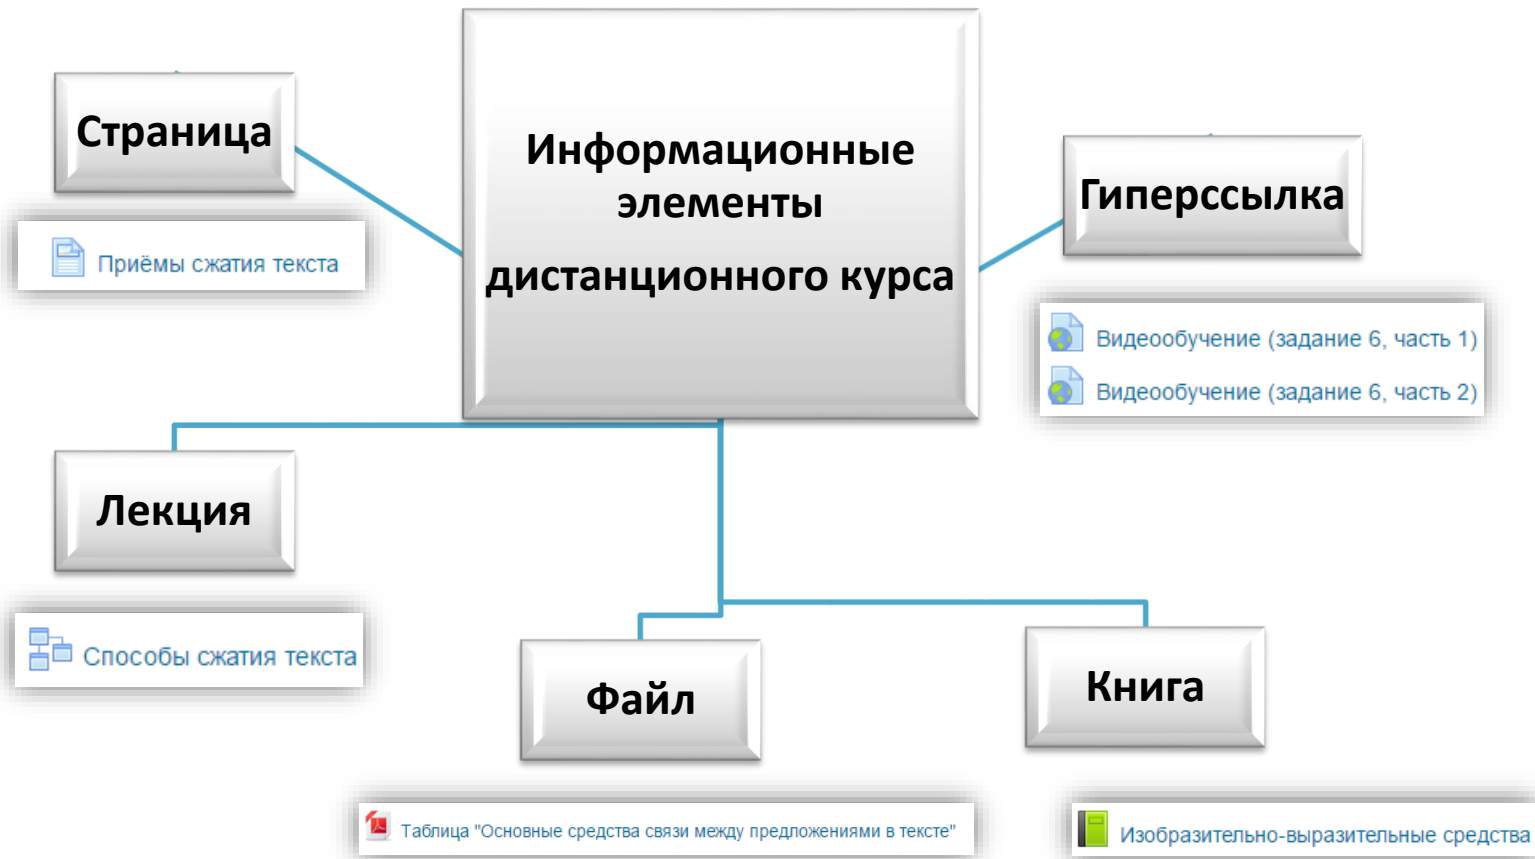 Информационные
элементы
дистанционного курса
Страница
Приёмы сжатия текста
Гиперссылка
Видеообучение (задание 6, часть 1)
Видеообучение (задание 6, часть 2)
Лекция
Способы сжатия текста
Файл
Таблица "Основные средства связи между предложениями в тексте"
Книга
Изобразительно-выразительные средства